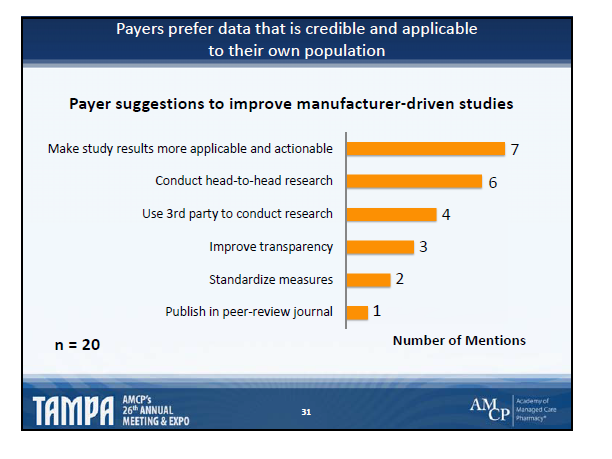 Payers prefer data that is credible and applicable
to their own population
Payer suggestions to improve manufacturer-driven studies
Make study results more applicable and actionable 7
Conduct head-to-head research 6
Use 3rd party to conduct research 4
Improve transparency 3
Standardize measures 2
Publish in peer-review journal 1
n = 20
Number of Mentions
TAMPA
AMCP's
26th ANNUAL
MEETING & EXPO
31
AMCP
Academy of
Managed Care
Pharmacy®